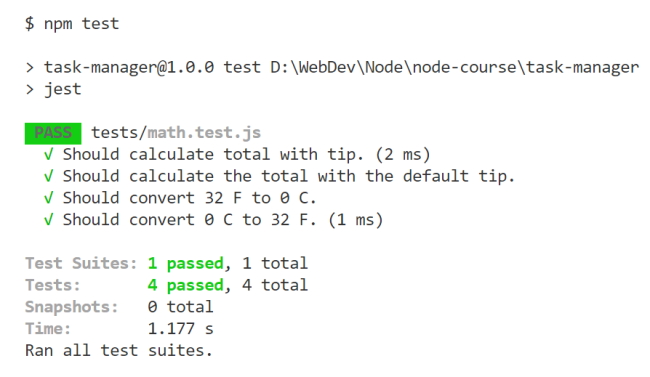 $ npm test
> task-manager@1.0.0 test D:\WebDev\Node\node-course\task-manager
> jest
PASS tests/math.test.js
√ Should calculate total with tip. (2 ms)
√ Should calculate the total with the default tip.
√ Should convert 32 F to 0 C.
√ Should convert 0 C to 32 F. (1 ms)
Test Suites: 1 passed, 1 total
Tests: 4 passed, 4 total
Snapshots: 0 total
Time: 1.177 s
Ran all test suites.